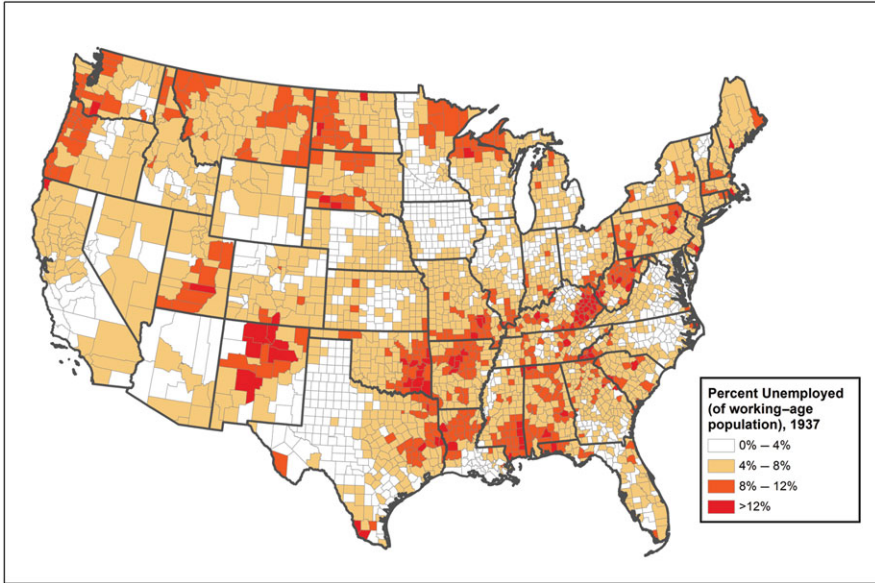 Percent Unemployed
(of working–age
population), 1937
0% — 4%
4% — 8%
8% — 12%
>12%